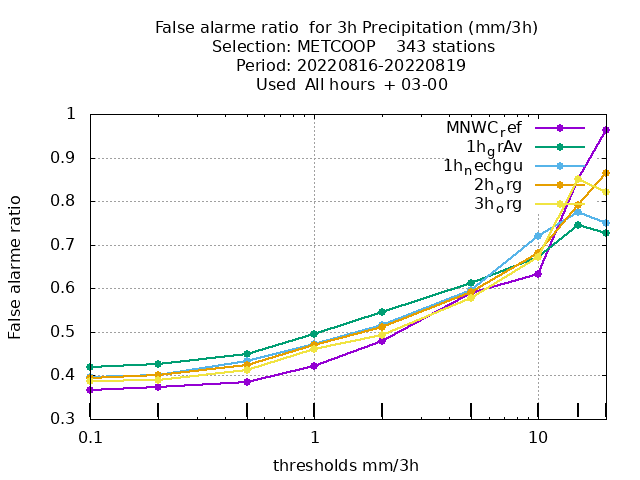 False alarme ratio  for 3h Precipitation (mm/3h)
Selection: METCOOP    343 stations
Period: 20220816-20220819
Used  All hours  + 03-00
False alarme ratio
1
0.9
0.8
0.7
0.6
0.5
0.4
0.3
MNWC_ref
1h_grAv
1h_nechgu
2h_org
3h_org
0.1 1 10
thresholds mm/3h